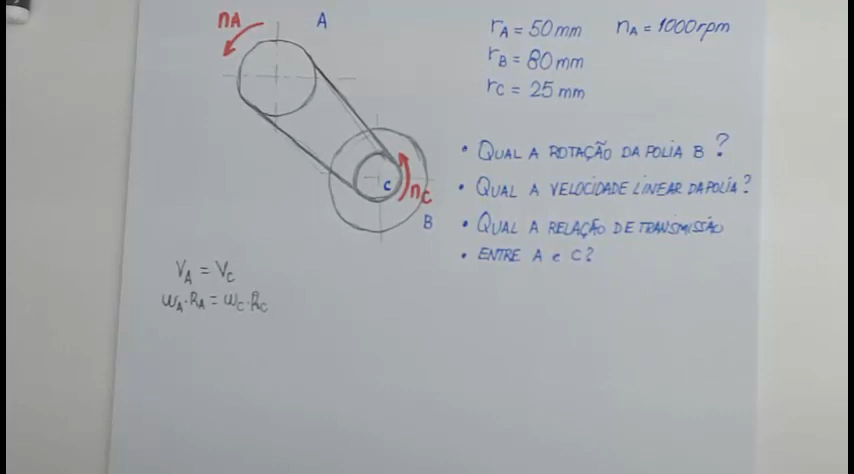 nA
A
rA = 50mm nA = 1000rpm
rB = 80mm
rC = 25mm
• QUAL A ROTAÇÃO DA POLIA B ?
• QUAL A VELOCIDADE LINEAR DA POLIA?
• QUAL A RELAÇÃO DE TRANSMISSÃO
• ENTRE A e C?
C
nC
B
VA = VC
ωA.RA = ωC.RC